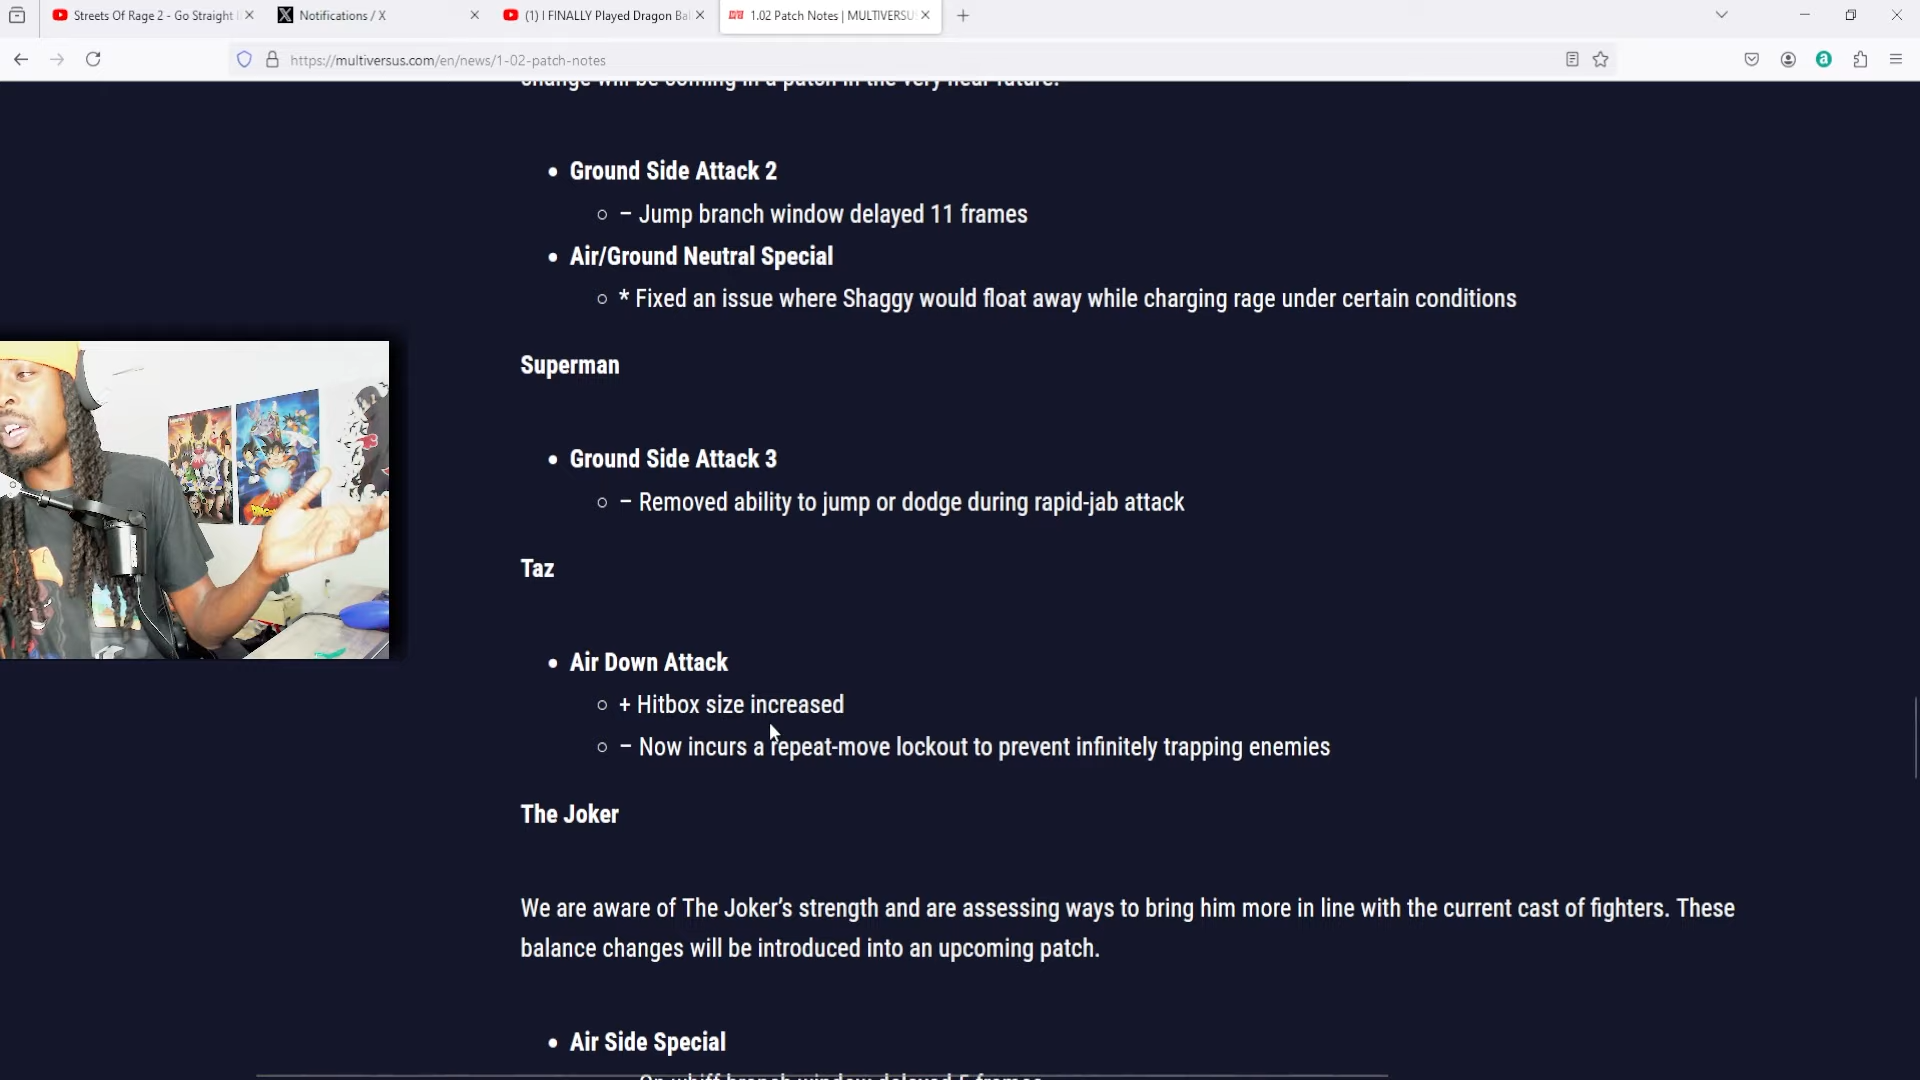 Streets Of Rage 2 - Go Straight
Notifications / X
(1) I FINALLY Played Dragon Ba
1.02 Patch Notes | MULTIVERSU
https://multiversus.com/en/news/1-02-patch-notes
change will be coming in a patch in the very near future.
• Ground Side Attack 2
○ – Jump branch window delayed 11 frames
• Air/Ground Neutral Special
○ * Fixed an issue where Shaggy would float away while charging rage under certain conditions
Superman
• Ground Side Attack 3
○ – Removed ability to jump or dodge during rapid-jab attack
Taz
• Air Down Attack
○ + Hitbox size increased
○ – Now incurs a repeat-move lockout to prevent infinitely trapping enemies
The Joker
We are aware of The Joker's strength and are assessing ways to bring him more in line with the current cast of fighters. These
balance changes will be introduced into an upcoming patch.
• Air Side Special
On whiff branch window delayed 5 frames